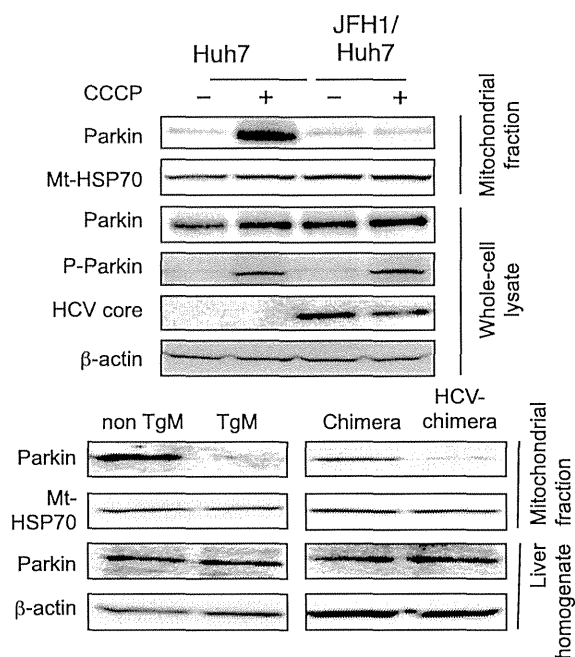 JFH1/
Huh7 Huh7
CCCP − + − +
Parkin
Mt-HSP70
Mitochondrial
fraction
Parkin
P-Parkin
HCV core
β-actin
Whole-cell
lysate
non TgM TgM Chimera HCV-
chimera
Parkin
Mt-
HSP70
Mitochondrial
fraction
Parkin
β-actin
Liver
homogenate